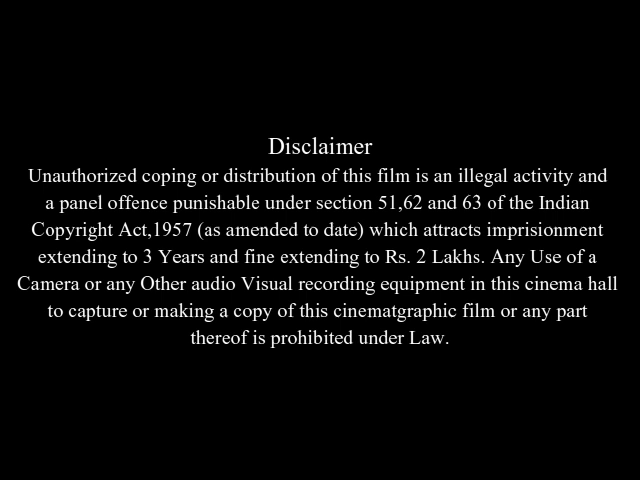 Disclaimer
Unauthorized coping or distribution of this film is an illegal activity and
a panel offence punishable under section 51,62 and 63 of the Indian
Copyright Act,1957 (as amended to date) which attracts imprisionment
extending to 3 Years and fine extending to Rs. 2 Lakhs. Any Use of a
Camera or any Other audio Visual recording equipment in this cinema hall
to capture or making a copy of this cinematgraphic film or any part
thereof is prohibited under Law.